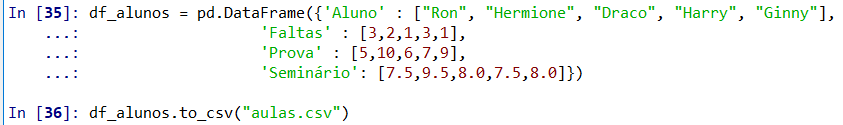 In [35]: df_alunos = pd.DataFrame({'Aluno' : ["Ron", "Hermione", "Draco", "Harry", "Ginny"],
...: 'Faltas' : [3,2,1,3,1],
...: 'Prova' : [5,10,6,7,9],
...: 'Seminário': [7.5,9.5,8.0,7.5,8.0]})
In [36]: df_alunos.to_csv("aulas.csv")